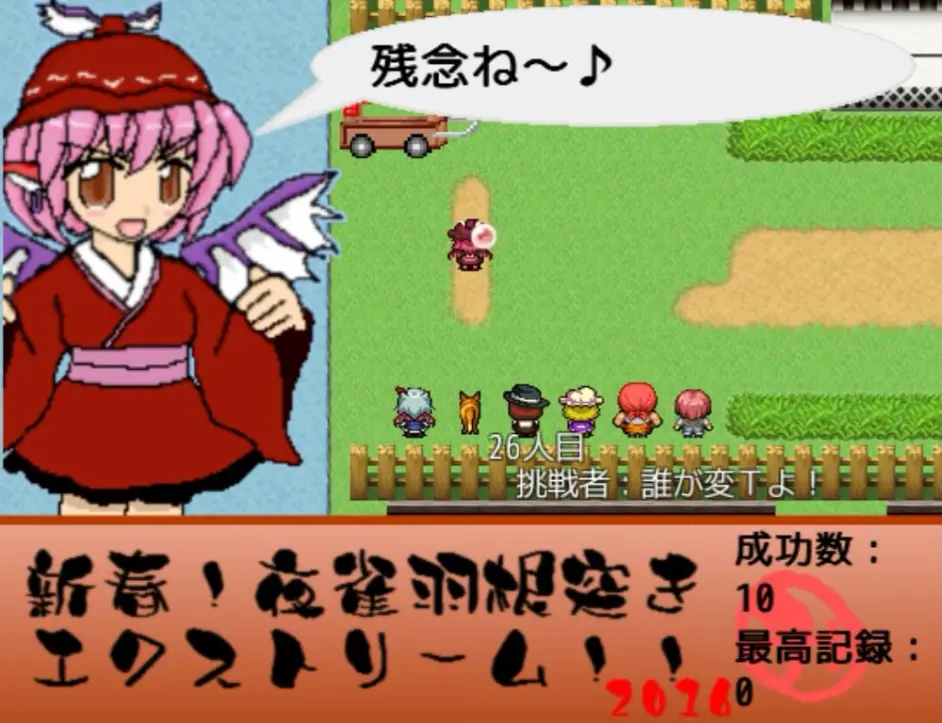 残念ね～♪
26人目
挑戦者：誰が変Ｔよ！
新春！夜雀羽根突き
エクストリーム！！
2016
成功数：
10
最高記録：
0